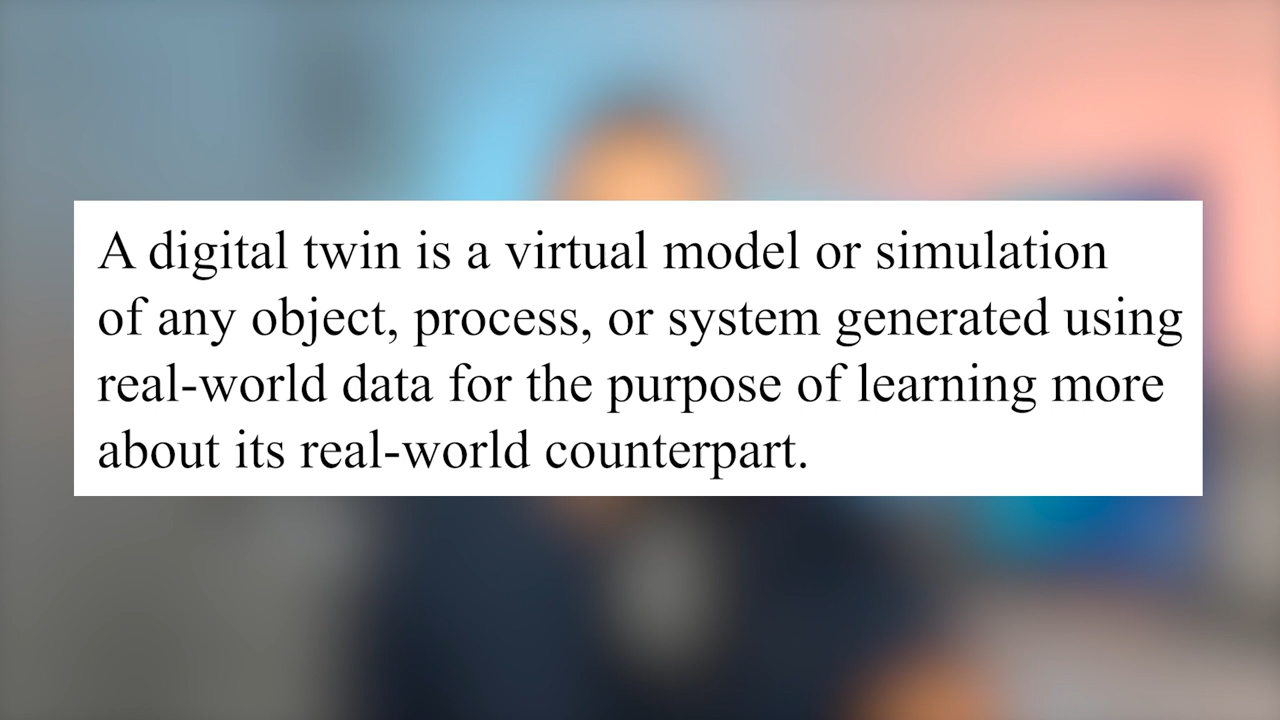 A digital twin is a virtual model or simulation
of any object, process, or system generated using
real-world data for the purpose of learning more
about its real-world counterpart.